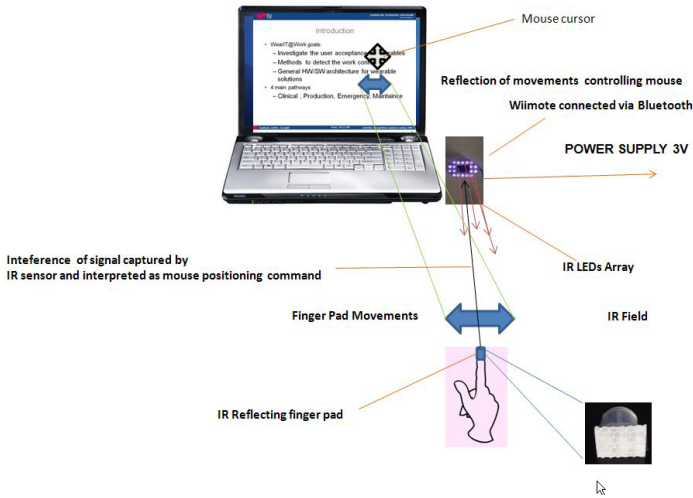 Mouse cursor
TV
Introduction
• WearIT@Work goals:
– Investigate the user acceptance
– Methods to detect the work
– General HW/SW architecture for wearable
solutions
• 4 main pathways
– Clinical , Production, Emergency, Maintaince
Reflection of movements controlling mouse
Wiimote connected via Bluetooth
POWER SUPPLY 3V
Inteference of signal captured by
IR sensor and interpreted as mouse positioning command
IR LEDs Array
Finger Pad Movements
IR Field
IR Reflecting finger pad